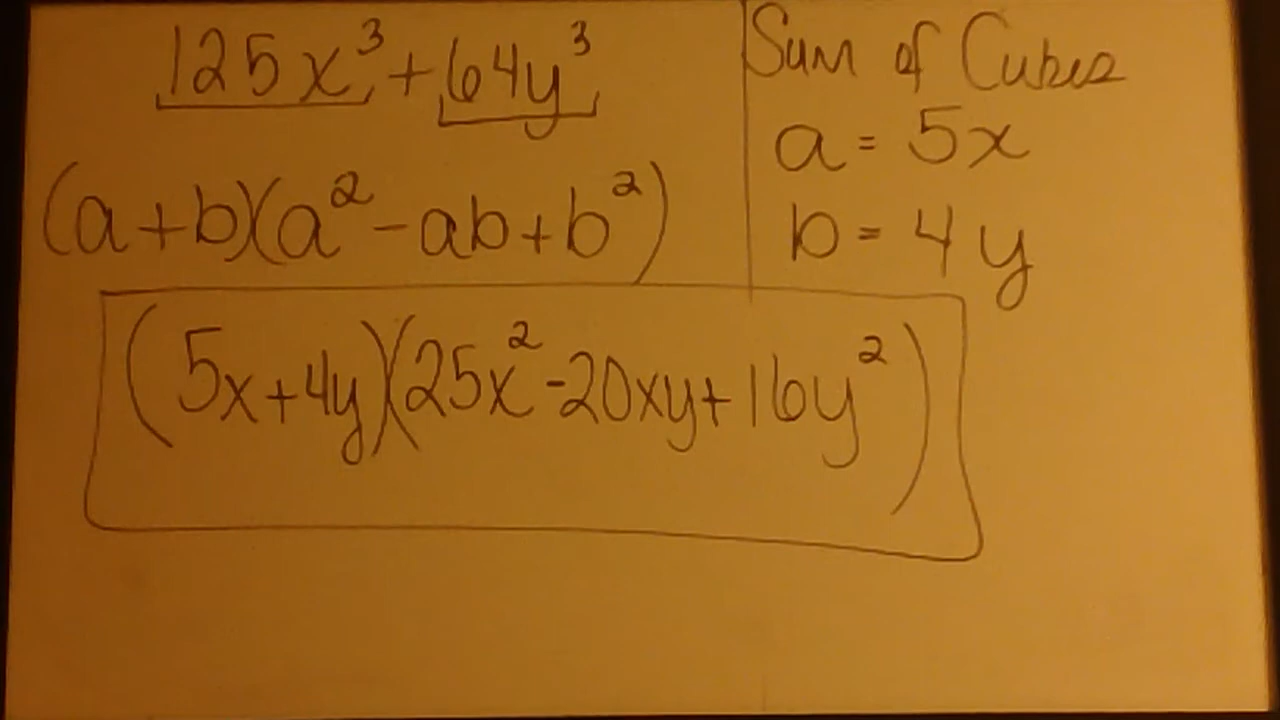 125x³+64y³
(a+b)(a²-ab+b²)
Sum of Cubes
a=5x
b=4y
(5x+4y)(25x²-20xy+16y²)